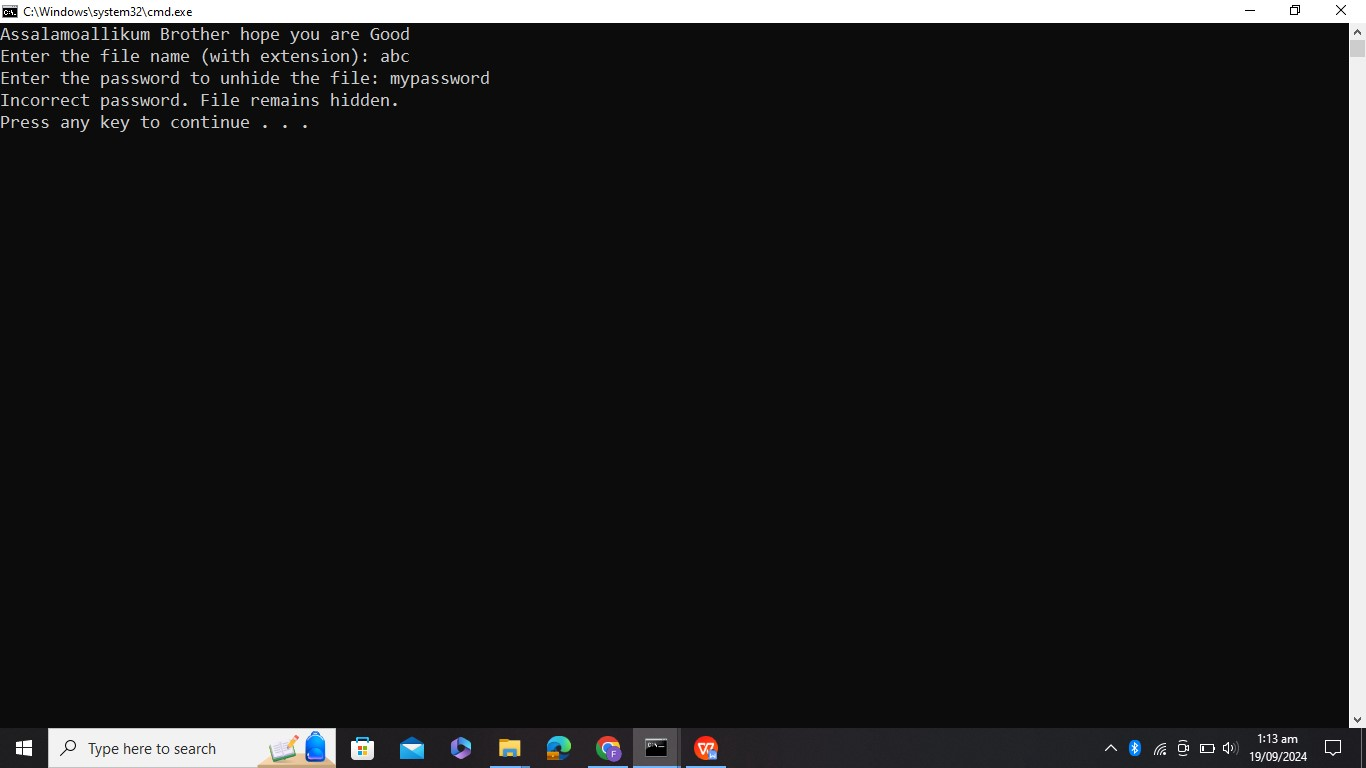 C:\Windows\system32\cmd.exe
Assalamoallikum Brother hope you are Good
Enter the file name (with extension): abc
Enter the password to unhide the file: mypassword
Incorrect password. File remains hidden.
Press any key to continue . . .
Type here to search
1:13 am
19/09/2024